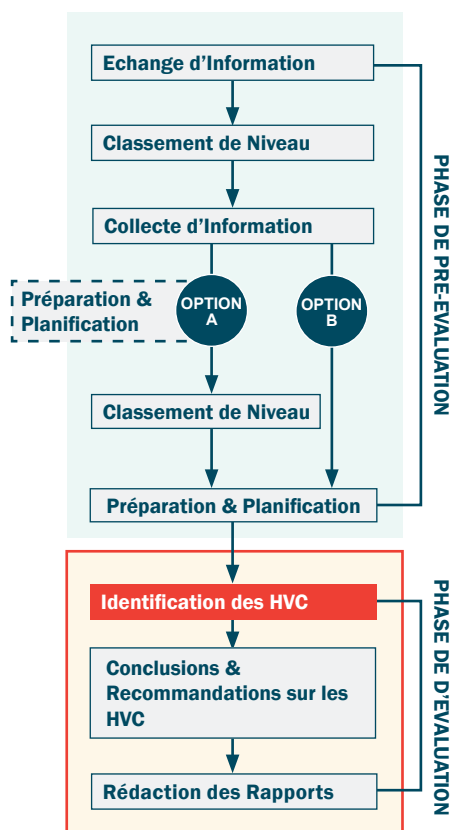 Echange d'Information
Classement de Niveau
Collecte d'Information
Préparation &
Planification
OPTION
A
OPTION
B
Classement de Niveau
Préparation & Planification
PHASE DE PRE-EVALUATION
Identification des HVC
Conclusions &
Recommandations sur les
HVC
Rédaction des Rapports
PHASE DE D'EVALUATION